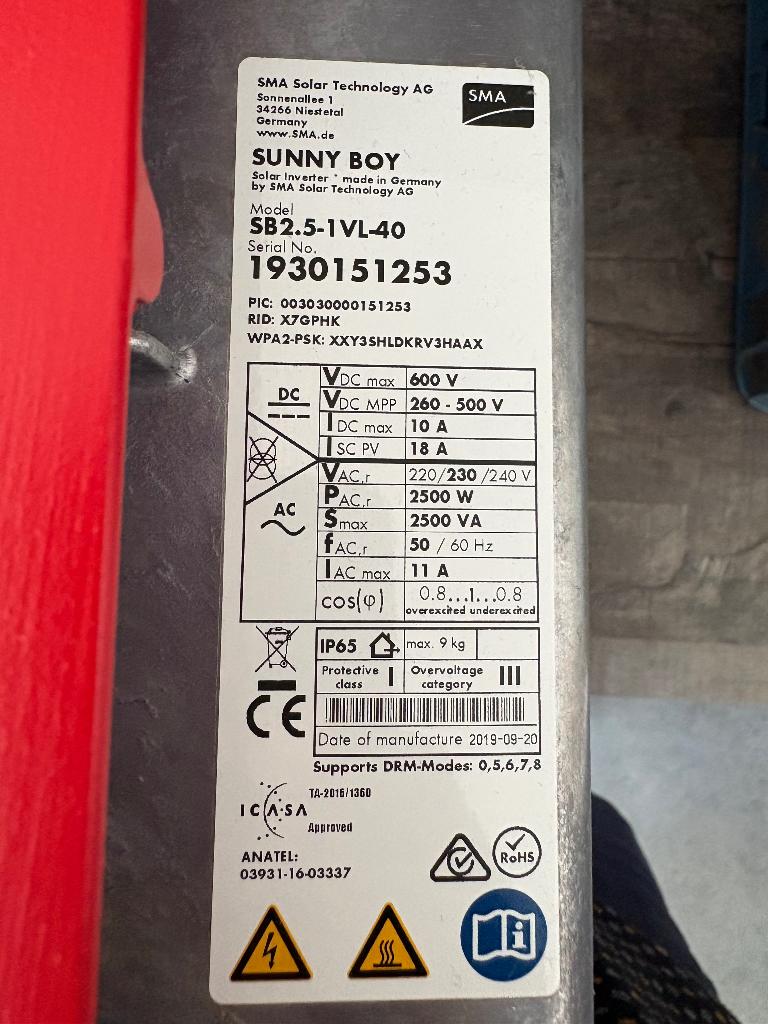 SMA Solar Technology AG
Sonnenallee 1
34266 Niestetal
Germany
www.SMA.de
SMA
SUNNY BOY
Solar Inverter * made in Germany
by SMA Solar Technology AG
Model
SB2.5-1VL-40
Serial No.
1930151253
PIC: 003030000151253
RID: X7GPHK
WPA2-PSK: XXY3SHLDKRV3HAAX
DC
VDC max 600 V
VDC MPP 260 - 500 V
IDC max 10 A
ISC PV 18 A
VAC,r 220/230/240 V
PAC,r 2500 W
AC
Smax 2500 VA
fAC,r 50 / 60 Hz
IAC max 11 A
cos(φ) 0.8...1...0.8
overexcited underexcited
IP65 max. 9 kg
Protective class I Overvoltage category III
CE
Date of manufacture 2019-09-20
Supports DRM-Modes: 0,5,6,7,8
ICASA TA-2016/1360
Approved
ANATEL:
03931-16-03337
RoHS